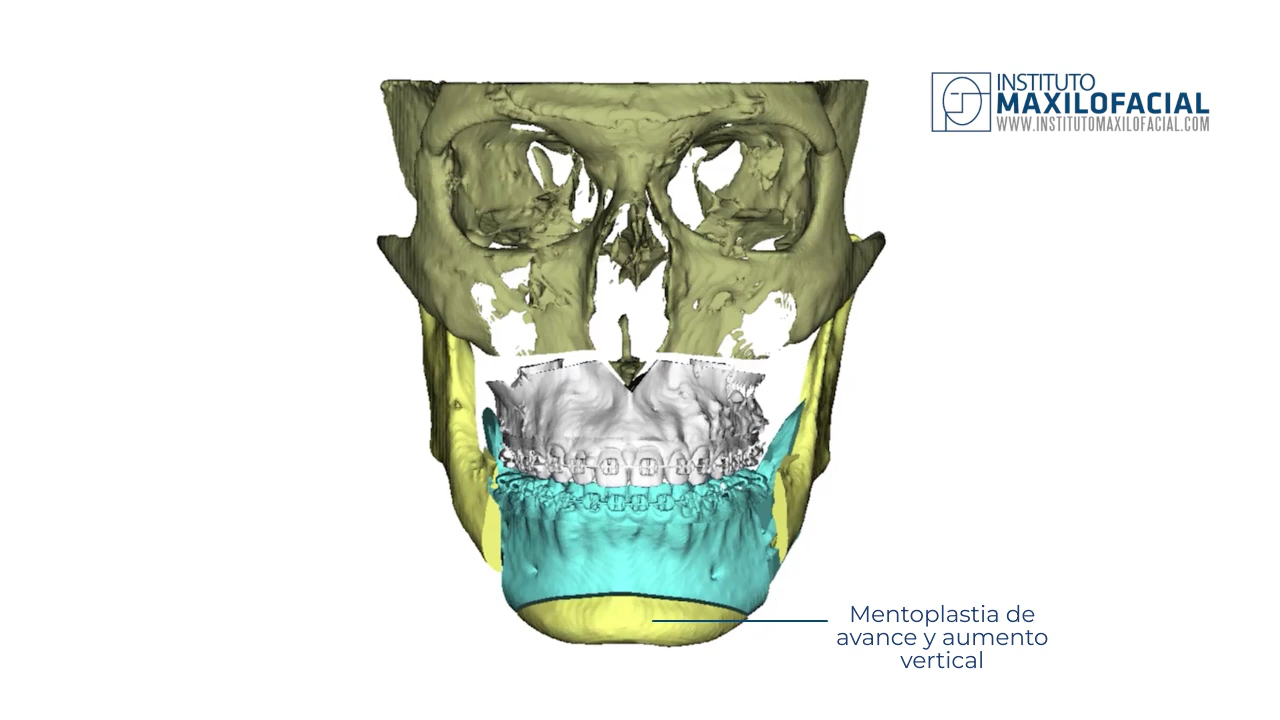 INSTITUTO
MAXILOFACIAL
WWW.INSTITUTOMAXILOFACIAL.COM
Mentoplastia de
avance y aumento
vertical